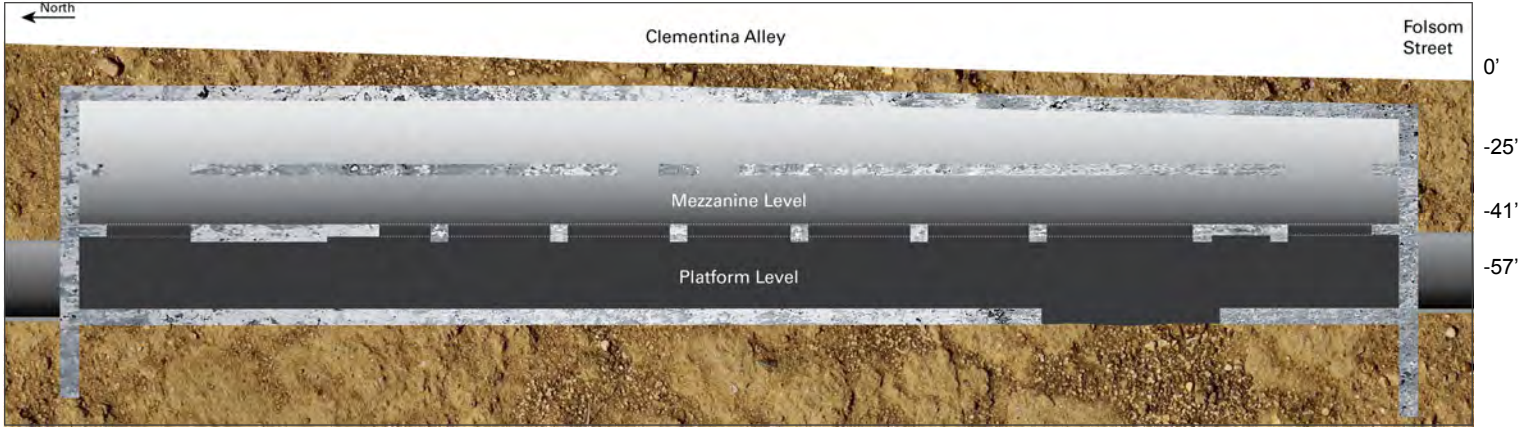 North
Clementina Alley
Folsom
Street
0’
-25’
Mezzanine Level
-41’
-57’
Platform Level